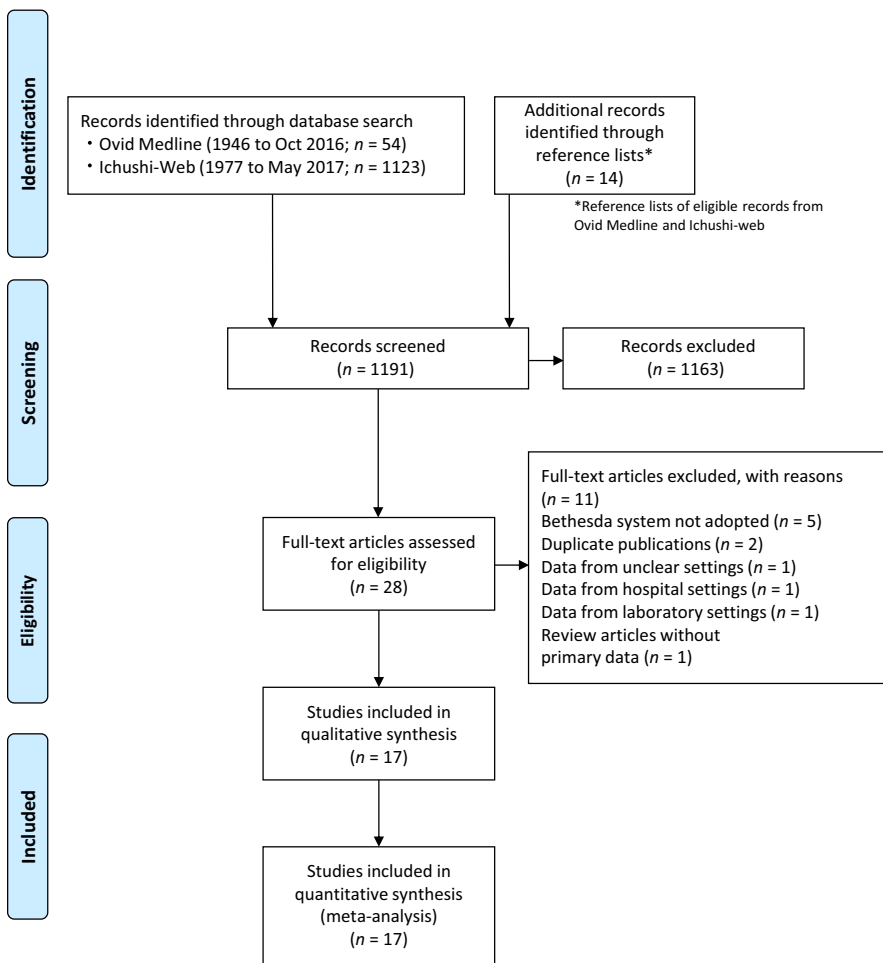 Identification
Records identified through database search
・Ovid Medline (1946 to Oct 2016; n = 54)
・Ichushi-Web (1977 to May 2017; n = 1123)
Additional records
identified through
reference lists*
(n = 14)
*Reference lists of eligible records from
Ovid Medline and Ichushi-web
Screening
Records screened
(n = 1191)
Records excluded
(n = 1163)
Eligibility
Full-text articles assessed
for eligibility
(n = 28)
Full-text articles excluded, with reasons
(n = 11)
Bethesda system not adopted (n = 5)
Duplicate publications (n = 2)
Data from unclear settings (n = 1)
Data from hospital settings (n = 1)
Data from laboratory settings (n = 1)
Review articles without
primary data (n = 1)
Studies included in
qualitative synthesis
(n = 17)
Included
Studies included in
quantitative synthesis
(meta-analysis)
(n = 17)